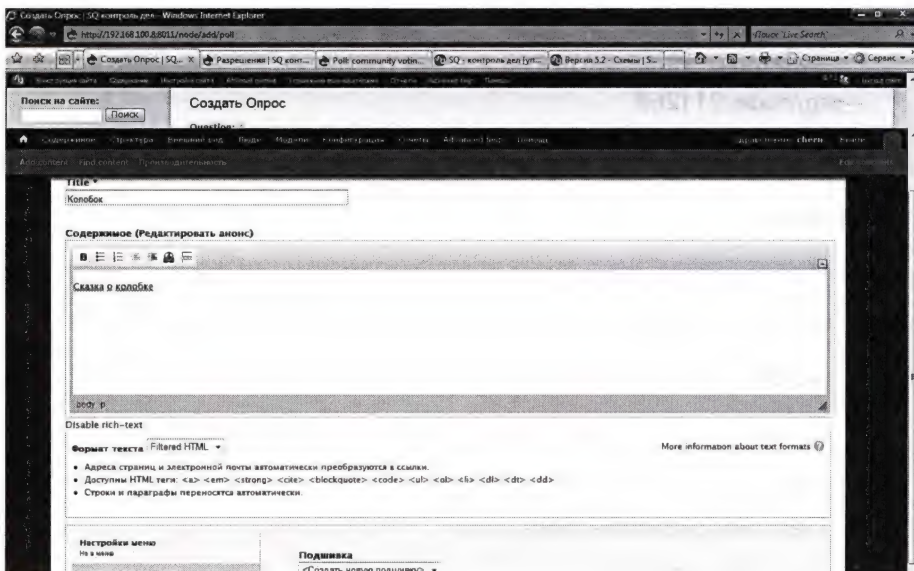 Создать Опрос | SQ контроль дел - Windows Internet Explorer
http://192.168.100.8:8011/node/add/poll
Поиск "Live Search"
Создать Опрос | SQ... x
Разрешения | SQ конт...
Poll: community votin...
SQ - контроль дел [уп...
Версия 3.2 - Схемы | S...
Страница
Сервис
Поиск на сайте:
Поиск
Создать Опрос
Question: *
Содержимое Структура Внешний вид Люди Модули Конфигурация Отчеты Advanced help Помощь
chern
Add content Find content Производительность
Title *
Колобок
Содержимое (Редактировать анонс)
B
Сказка о колобке
body p
Disable rich-text
Формат текста Filtered HTML
More information about text formats
• Адреса страниц и электронной почты автоматически преобразуются в ссылки.
• Доступны HTML теги: <a> <em> <strong> <cite> <blockquote> <code> <ul> <ol> <li> <dl> <dt> <dd>
• Строки и параграфы переносятся автоматически.
Настройки меню
Не в меню
Подшивка
<Создать новую подшивку>